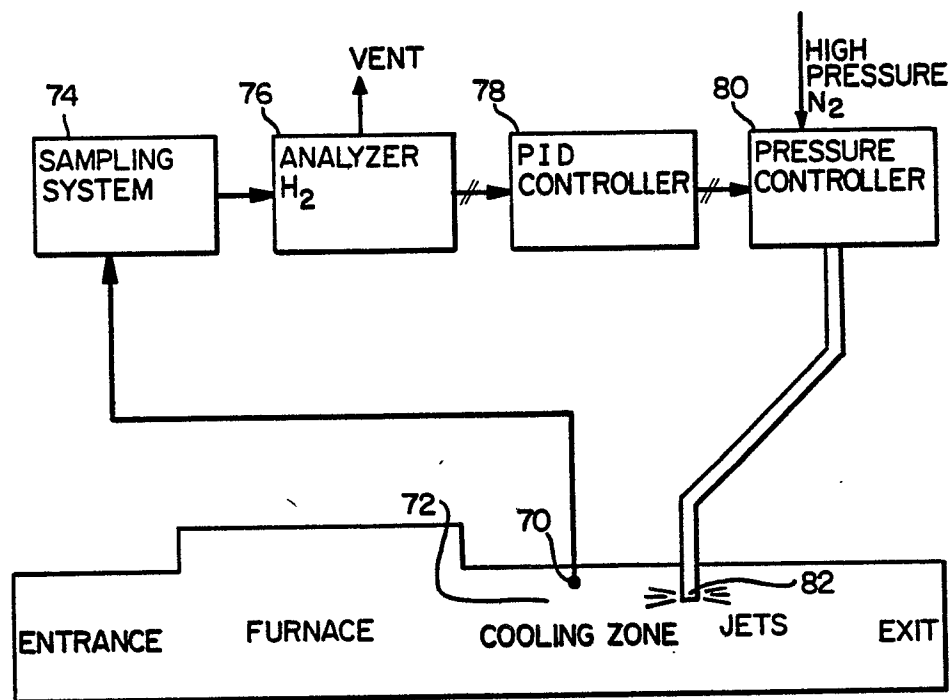 VENT
HIGH
PRESSURE
N2
74
76
78
80
SAMPLING
SYSTEM
ANALYZER
H2
PID
CONTROLLER
PRESSURE
CONTROLLER
72
70
82
ENTRANCE
FURNACE
COOLING ZONE
JETS
EXIT